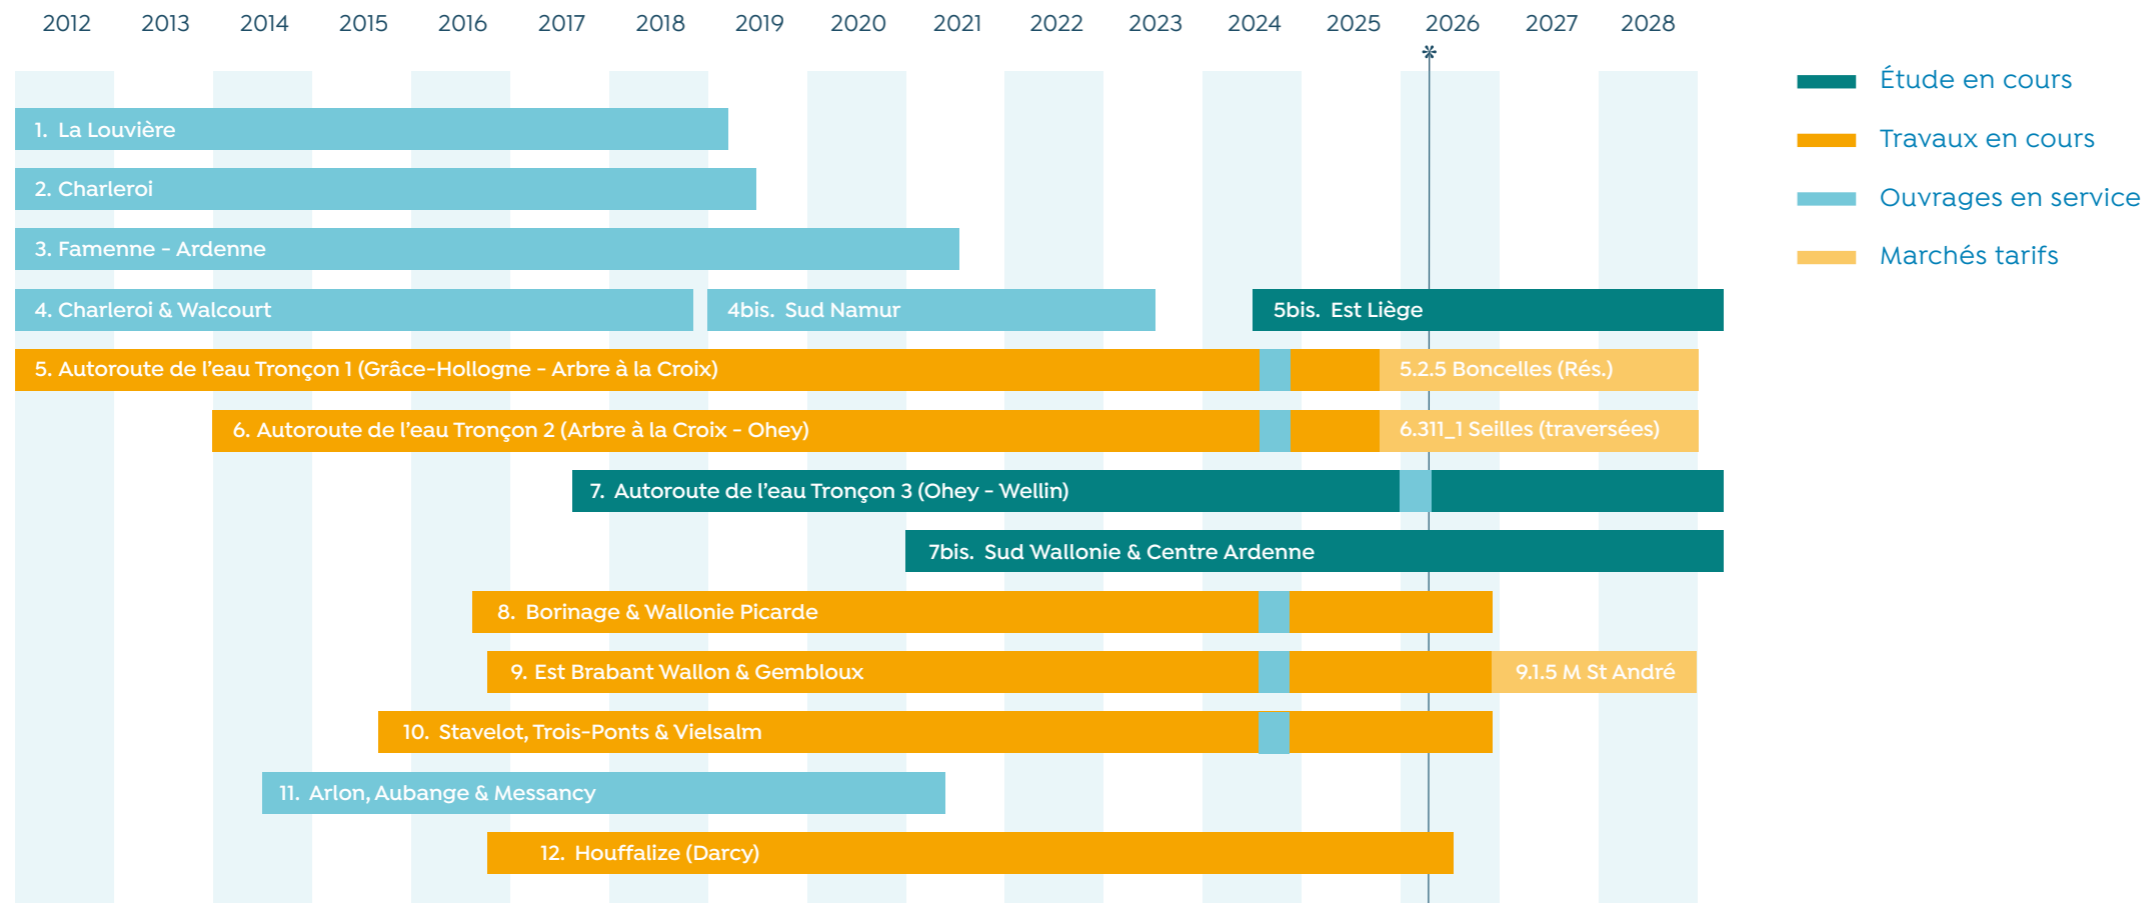 2012 2013 2014 2015 2016 2017 2018 2019 2020 2021 2022 2023 2024 2025 2026 2027 2028
*
Étude en cours
Travaux en cours
Ouvrages en service
Marchés tarifs
1. La Louvière
2. Charleroi
3. Famenne - Ardenne
4. Charleroi & Walcourt 4bis. Sud Namur 5bis. Est Liège
5. Autoroute de l'eau Tronçon 1 (Grâce-Hollogne - Arbre à la Croix) 5.2.5 Boncelles (Rés.)
6. Autoroute de l'eau Tronçon 2 (Arbre à la Croix - Ohey) 6.311_1 Seilles (traversées)
7. Autoroute de l'eau Tronçon 3 (Ohey - Wellin)
7bis. Sud Wallonie & Centre Ardenne
8. Borinage & Wallonie Picarde
9. Est Brabant Wallon & Gembloux 9.1.5 M St André
10. Stavelot, Trois-Ponts & Vielsalm
11. Arlon, Aubange & Messancy
12. Houffalize (Darcy)